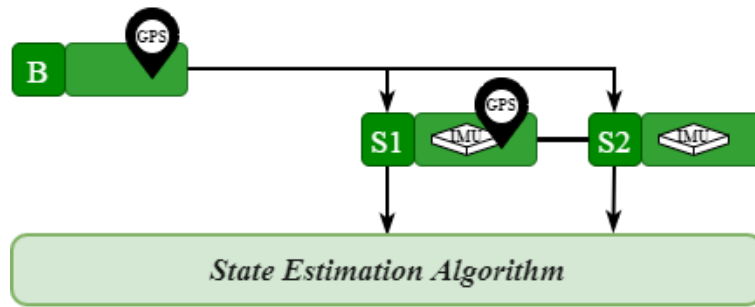 GPS
B
GPS
S1
IMU
S2
IMU
State Estimation Algorithm